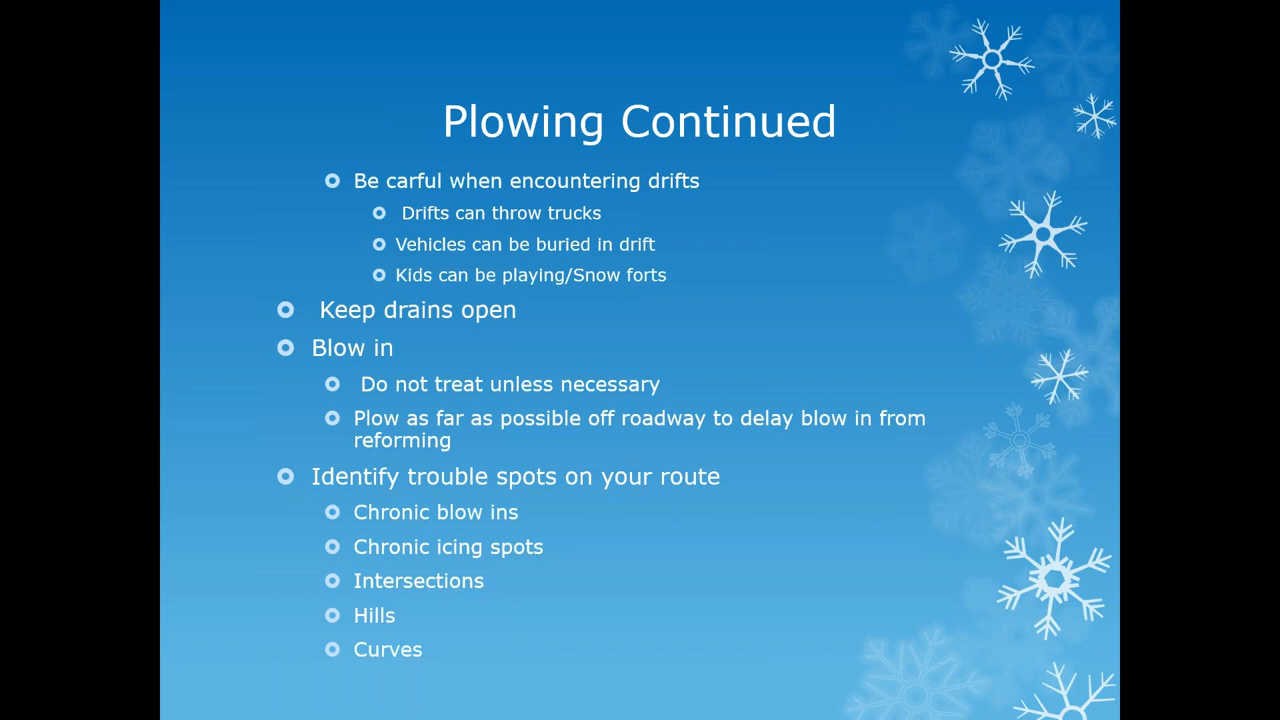 Plowing Continued
Be carful when encountering drifts
Drifts can throw trucks
Vehicles can be buried in drift
Kids can be playing/Snow forts
Keep drains open
Blow in
Do not treat unless necessary
Plow as far as possible off roadway to delay blow in from
reforming
Identify trouble spots on your route
Chronic blow ins
Chronic icing spots
Intersections
Hills
Curves